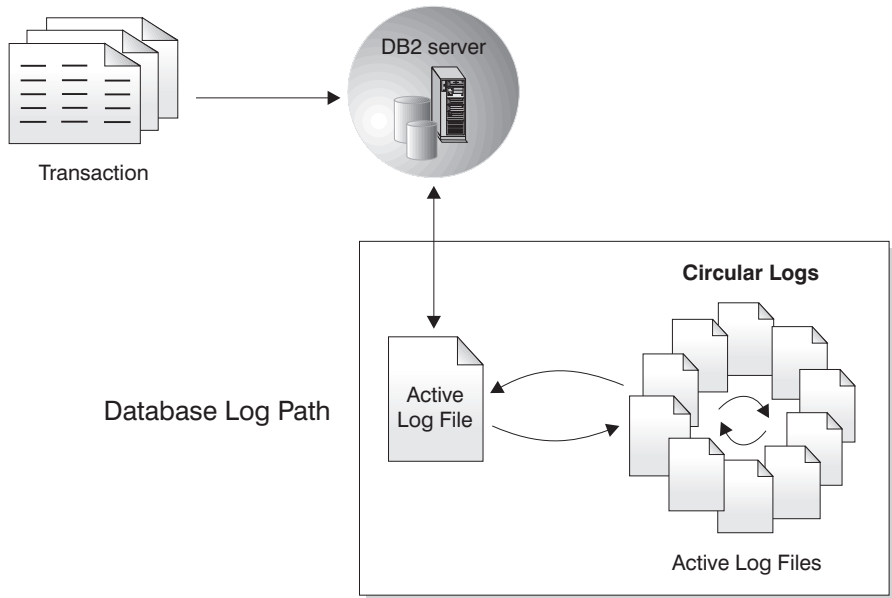 DB2 server
Transaction
Circular Logs
Active
Log File
Database Log Path
Active Log Files